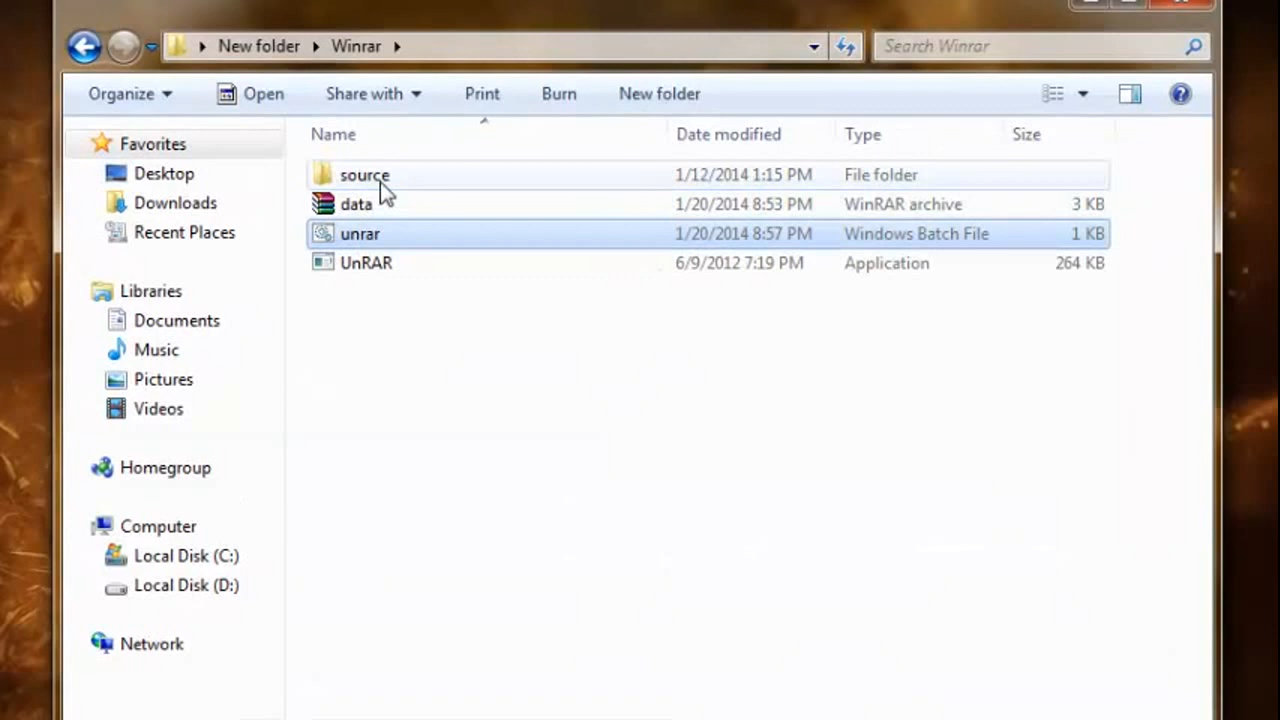 New folder Winrar
Search Winrar
Organize Open Share with Print Burn New folder
Name Date modified Type Size
Favorites
Desktop
Downloads
Recent Places
Libraries
Documents
Music
Pictures
Videos
Homegroup
Computer
Local Disk (C:)
Local Disk (D:)
Network
source 1/12/2014 1:15 PM File folder
data 1/20/2014 8:53 PM WinRAR archive 3 KB
unrar 1/20/2014 8:57 PM Windows Batch File 1 KB
UnRAR 6/9/2012 7:19 PM Application 264 KB